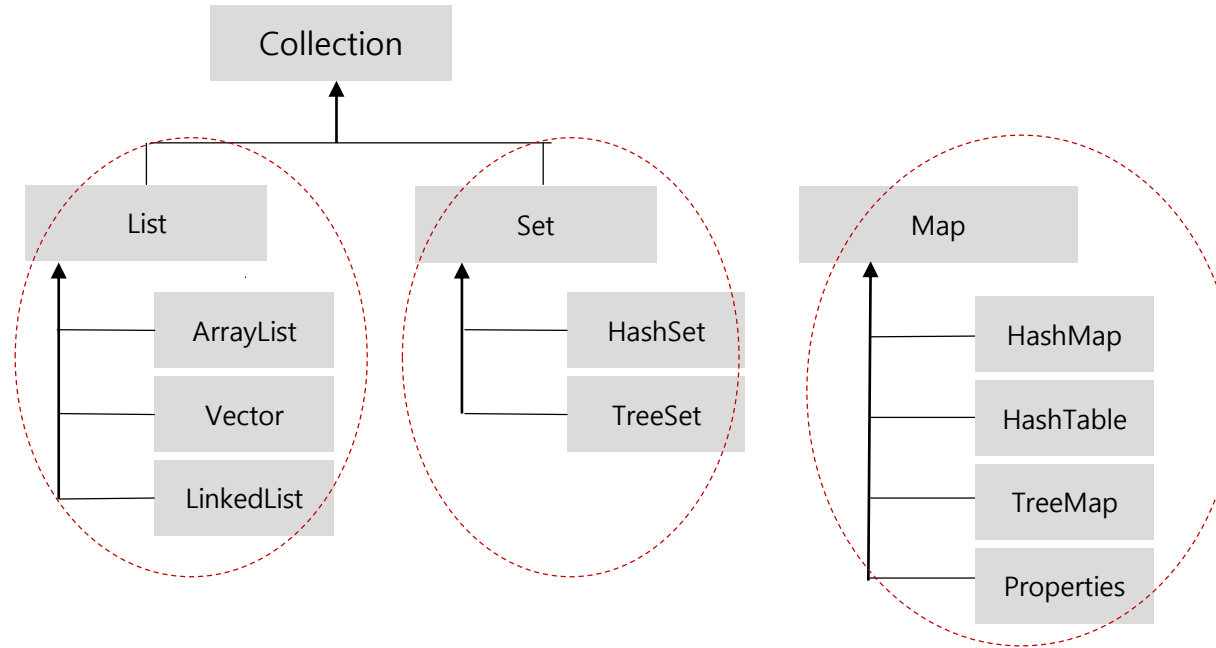 Collection
List
Set
Map
ArrayList
Vector
LinkedList
HashSet
TreeSet
HashMap
HashTable
TreeMap
Properties